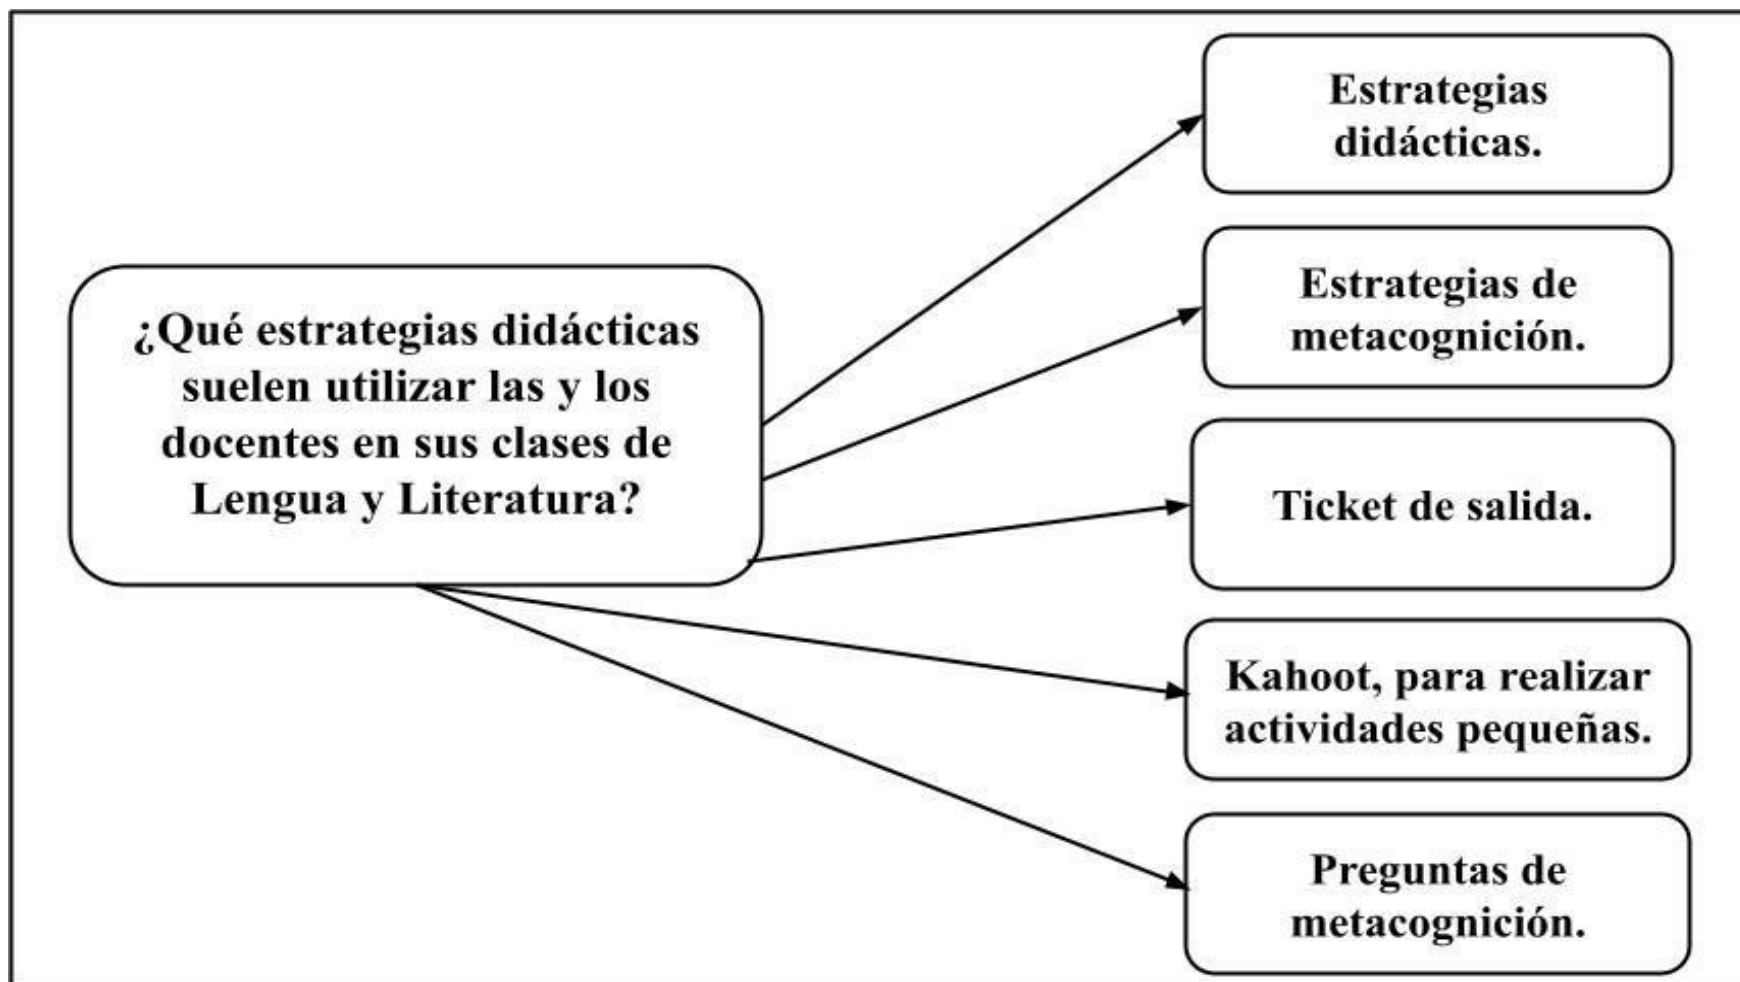 ¿Qué estrategias didácticas
suelen utilizar las y los
docentes en sus clases de
Lengua y Literatura?
Estrategias
didácticas.
Estrategias de
metacognición.
Ticket de salida.
Kahoot, para realizar
actividades pequeñas.
Preguntas de
metacognición.